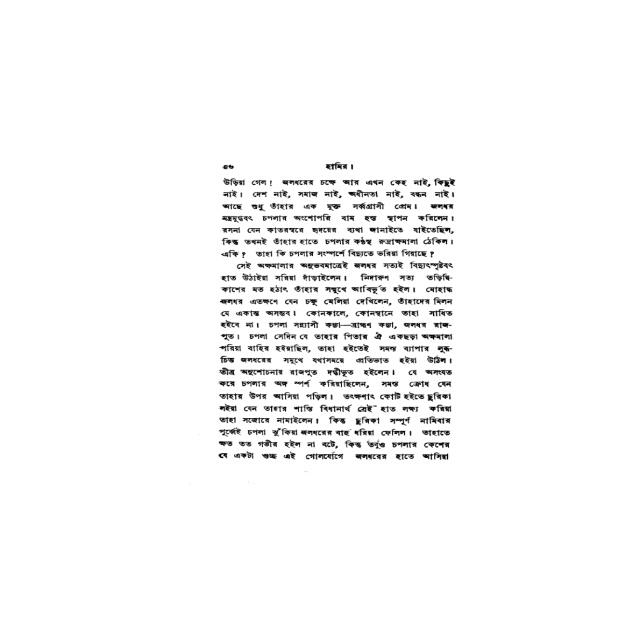 ৫৬ হামির।
উড়িয়া গেল! জলধরের চক্ষে আর এখন কেহ নাই, কিছুই
নাই। দেশ নাই, সমাজ নাই, অধীনতা নাই, বন্ধন নাই।
আছে শুধু তাঁহার এক মুক্ত সর্ব্বগ্রাসী প্রেম। জলধর
মন্ত্রমুগ্ধবৎ চপলার অংশোপরি বাম হস্ত স্থাপন করিলেন।
রসনা যেন কাতরস্বরে হৃদয়ের ব্যথা জানাইতে যাইতেছিল,
কিন্তু তখনই তাঁহার হাতে চপলার কণ্ঠস্থ রুদ্রাক্ষমালা ঠেকিল।
একি? তাহা কি চপলার সংস্পর্শে বিদ্যুতে ভরিয়া গিয়াছে?
সেই অক্ষমালার অনুভবমাত্রেই জলধর সত্যই বিদ্যুৎস্পৃষ্টবৎ
হাত উঠাইয়া সরিয়া দাঁড়াইলেন। নিদারুণ সত্য তড়িদ্বি-
কাশের মত হঠাৎ তাঁহার সম্মুখে আবির্ভূত হইল। মোহান্ধ
জলধর এতক্ষণে যেন চক্ষু মেলিয়া দেখিলেন, তাঁহাদের মিলন
যে একান্ত অসম্ভব। কোনকালে, কোনস্থানে তাহা সাধিত
হইবে না। চপলা সন্ন্যাসী কন্যা—ব্রাহ্মণ কন্যা, জলধর রাজ-
পুত। চপলা সেদিন যে তাহার পিতার ঐ একছড়া অক্ষমালা
পরিয়া বাহির হইয়াছিল, তাহা হইতেই সমস্ত ব্যাপার লুব্ধ-
চিত্ত জলধরের সমুখে যথাসময়ে প্রতিভাত হইয়া উঠিল।
তীব্র অনুশোচনার রাজপুত দগ্ধীভূত হইলেন। যে অসংযত
করে চপলার অঙ্গ স্পর্শ করিয়াছিলেন, সমস্ত ক্রোধ যেন
তাহার উপর আসিয়া পড়িল। তৎক্ষণাৎ কোটি হইতে ছুরিকা
লইয়া যেন তাহার শাস্তি বিধানার্থ সেই হাত লক্ষ্য করিয়া
তাহা সজোরে নামাইলেন। কিন্তু ছুরিকা সম্পূর্ণ নামিবার
পূর্ব্বেই চপলা ঝুঁকিয়া জলধরের বাহু ধরিয়া ফেলিল। তাহাতে
ক্ষত তত গভীর হইল না বটে, কিন্তু তবুও চপলার কেশের
যে একটা গুচ্ছ এই গোলযোগে জলধরের হাতে আসিয়া